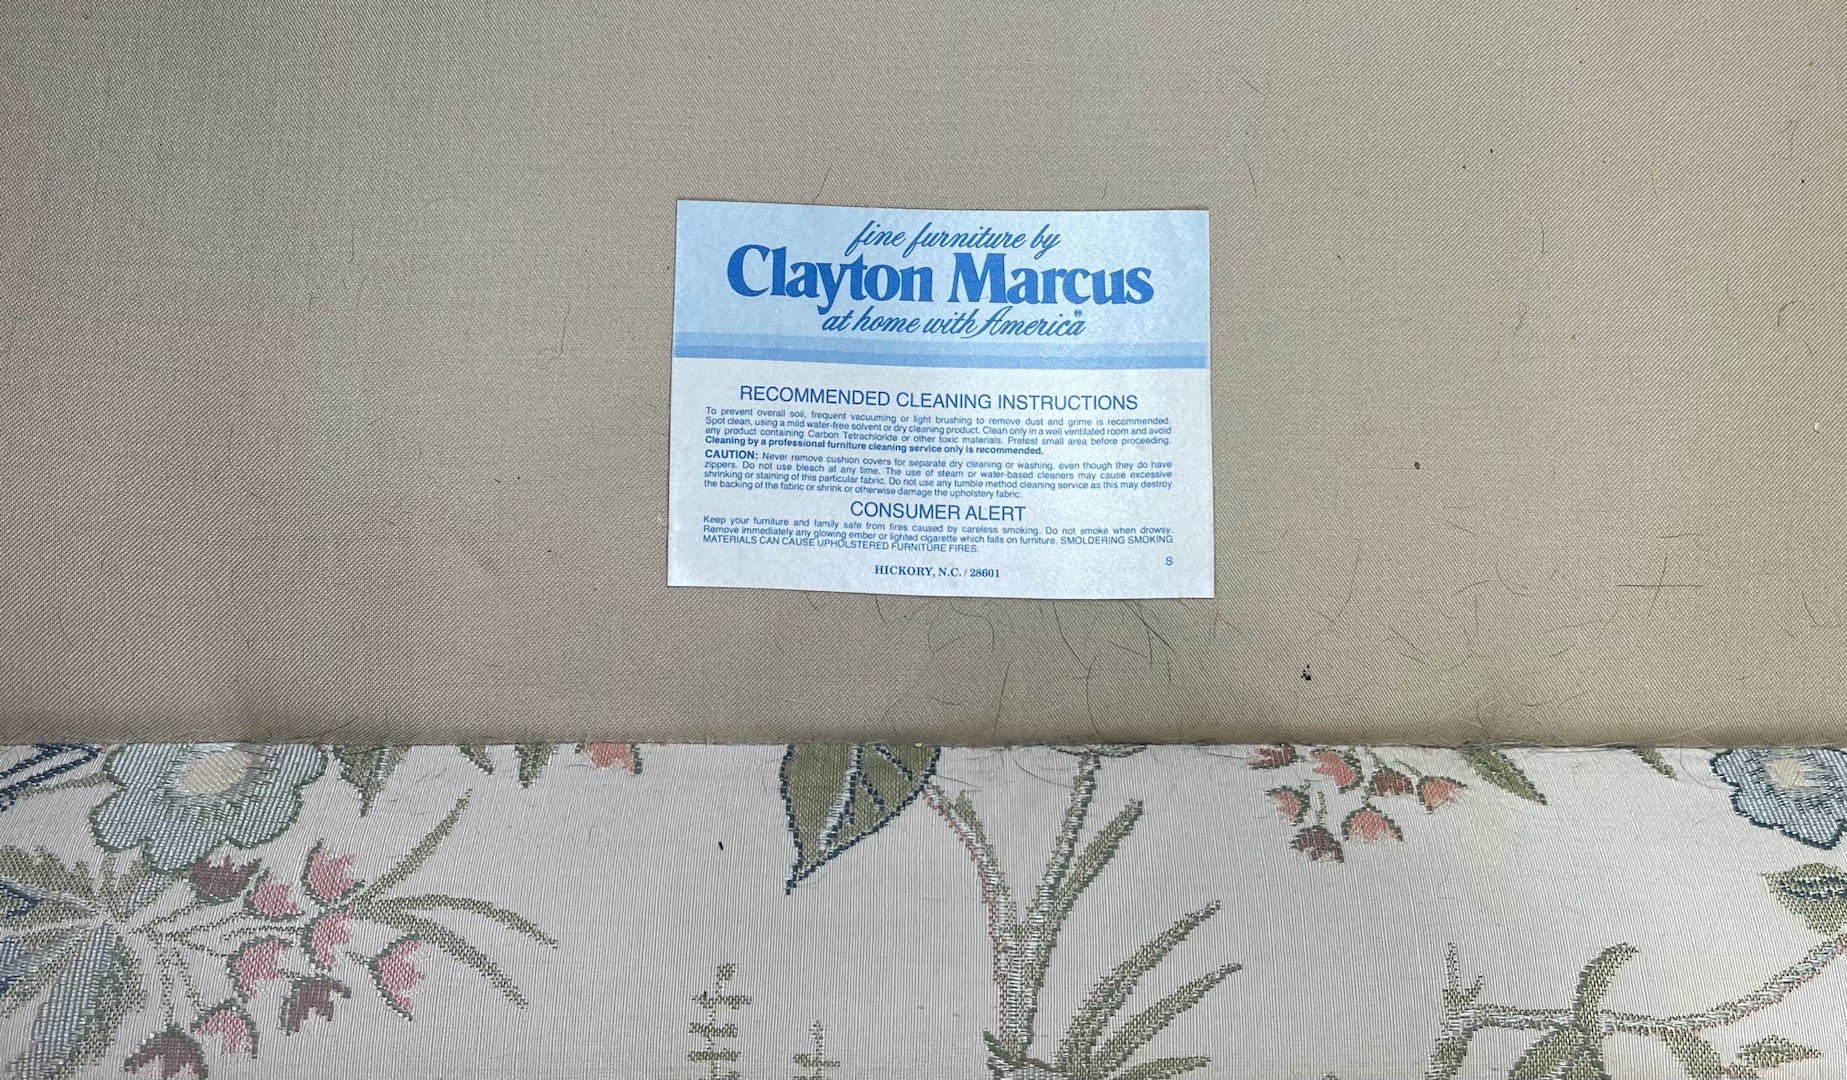 fine furniture by
Clayton Marcus
at home with America®
RECOMMENDED CLEANING INSTRUCTIONS
To prevent overall soil, frequent vacuuming or light brushing to remove dust and grime is recommended.
Spot clean, using a mild water-free solvent or dry cleaning product. Clean only in a well ventilated room and avoid
any product containing Carbon Tetrachloride or other toxic materials. Pretest small area before proceeding.
Cleaning by a professional furniture cleaning service only is recommended.
CAUTION: Never remove cushion covers for separate dry cleaning or washing, even though they do have
zippers. Do not use bleach at any time. The use of steam or water-based cleaners may cause excessive
shrinking or staining of this particular fabric. Do not use any tumble method cleaning service as this may destroy
the backing of the fabric or shrink or otherwise damage the upholstery fabric.
CONSUMER ALERT
Keep your furniture and family safe from fires caused by careless smoking. Do not smoke when drowsy.
Remove immediately any glowing ember or lighted cigarette which falls on furniture. SMOLDERING SMOKING
MATERIALS CAN CAUSE UPHOLSTERED FURNITURE FIRES.
S
HICKORY, N.C. / 28601